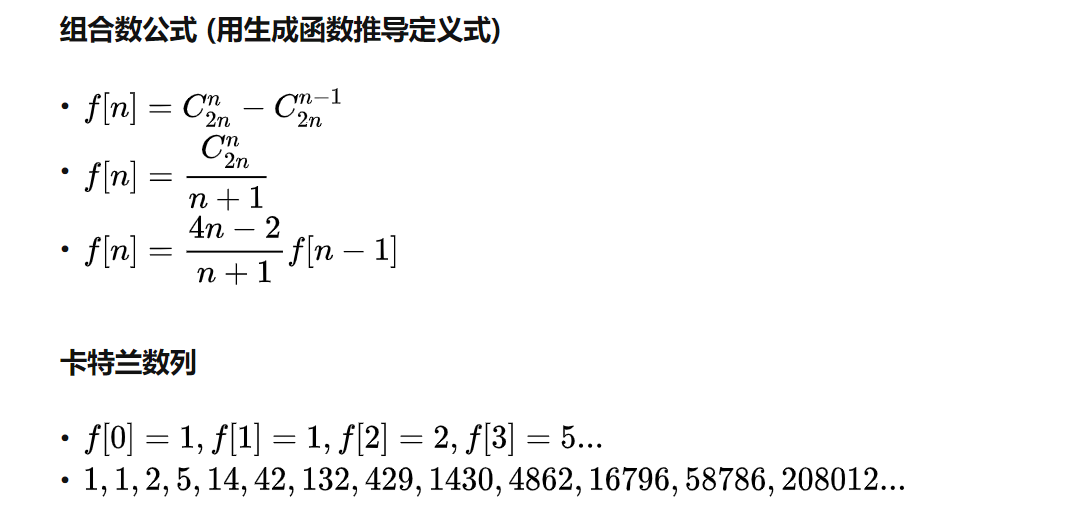 组合数公式 (用生成函数推导定义式)
• f[n] = C_{2n}^{n} − C_{2n}^{n−1}
• f[n] = \frac{C_{2n}^{n}}{n + 1}
• f[n] = \frac{4n − 2}{n + 1} f[n − 1]
卡特兰数列
• f[0] = 1, f[1] = 1, f[2] = 2, f[3] = 5...
• 1, 1, 2, 5, 14, 42, 132, 429, 1430, 4862, 16796, 58786, 208012...